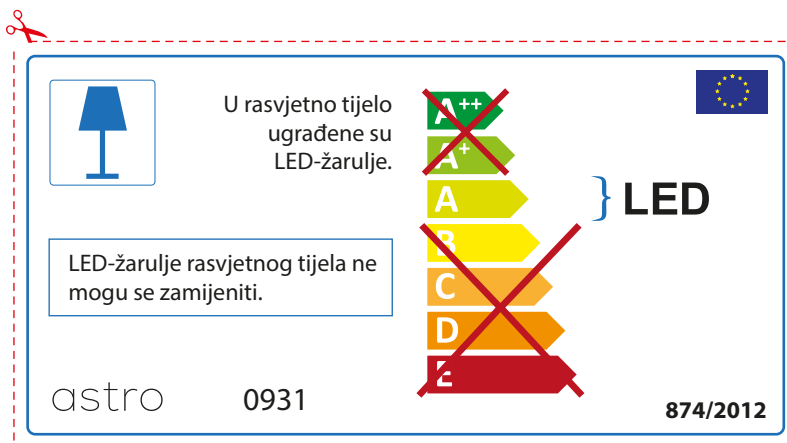 U rasvjetno tijelo
ugrađene su
LED-žarulje.
LED-žarulje rasvjetnog tijela ne
mogu se zamijeniti.
A++
A+
A
B
C
D
E
LED
astro
0931
874/2012